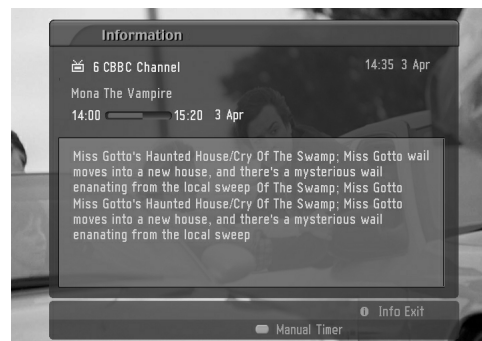 Information
6 CBBC Channel 14:35 3 Apr
Mona The Vampire
14:00 15:20 3 Apr
Miss Gotto's Haunted House/Cry Of The Swamp; Miss Gotto wail
moves into a new house, and there's a mysterious wail
enanating from the local sweep Of The Swamp; Miss Gotto
Miss Gotto's Haunted House/Cry Of The Swamp; Miss Gotto
moves into a new house, and there's a mysterious wail
enanating from the local sweep
Info Exit
Manual Timer